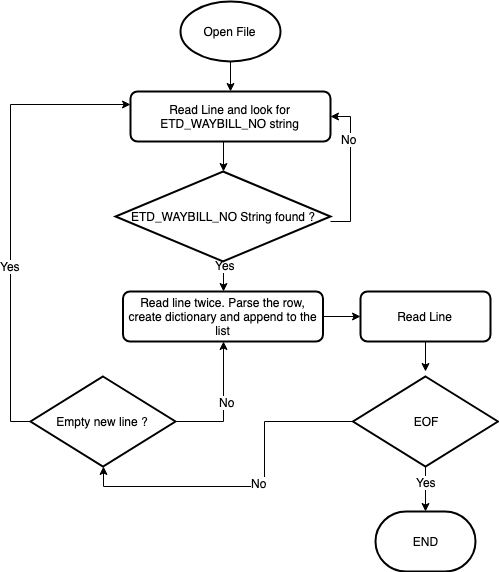 Open File
Read Line and look for
ETD_WAYBILL_NO string
No
ETD_WAYBILL_NO String found ?
Yes
Yes
Read line twice. Parse the row,
create dictionary and append to the
list
Read Line
No
Empty new line ?
EOF
No
Yes
END